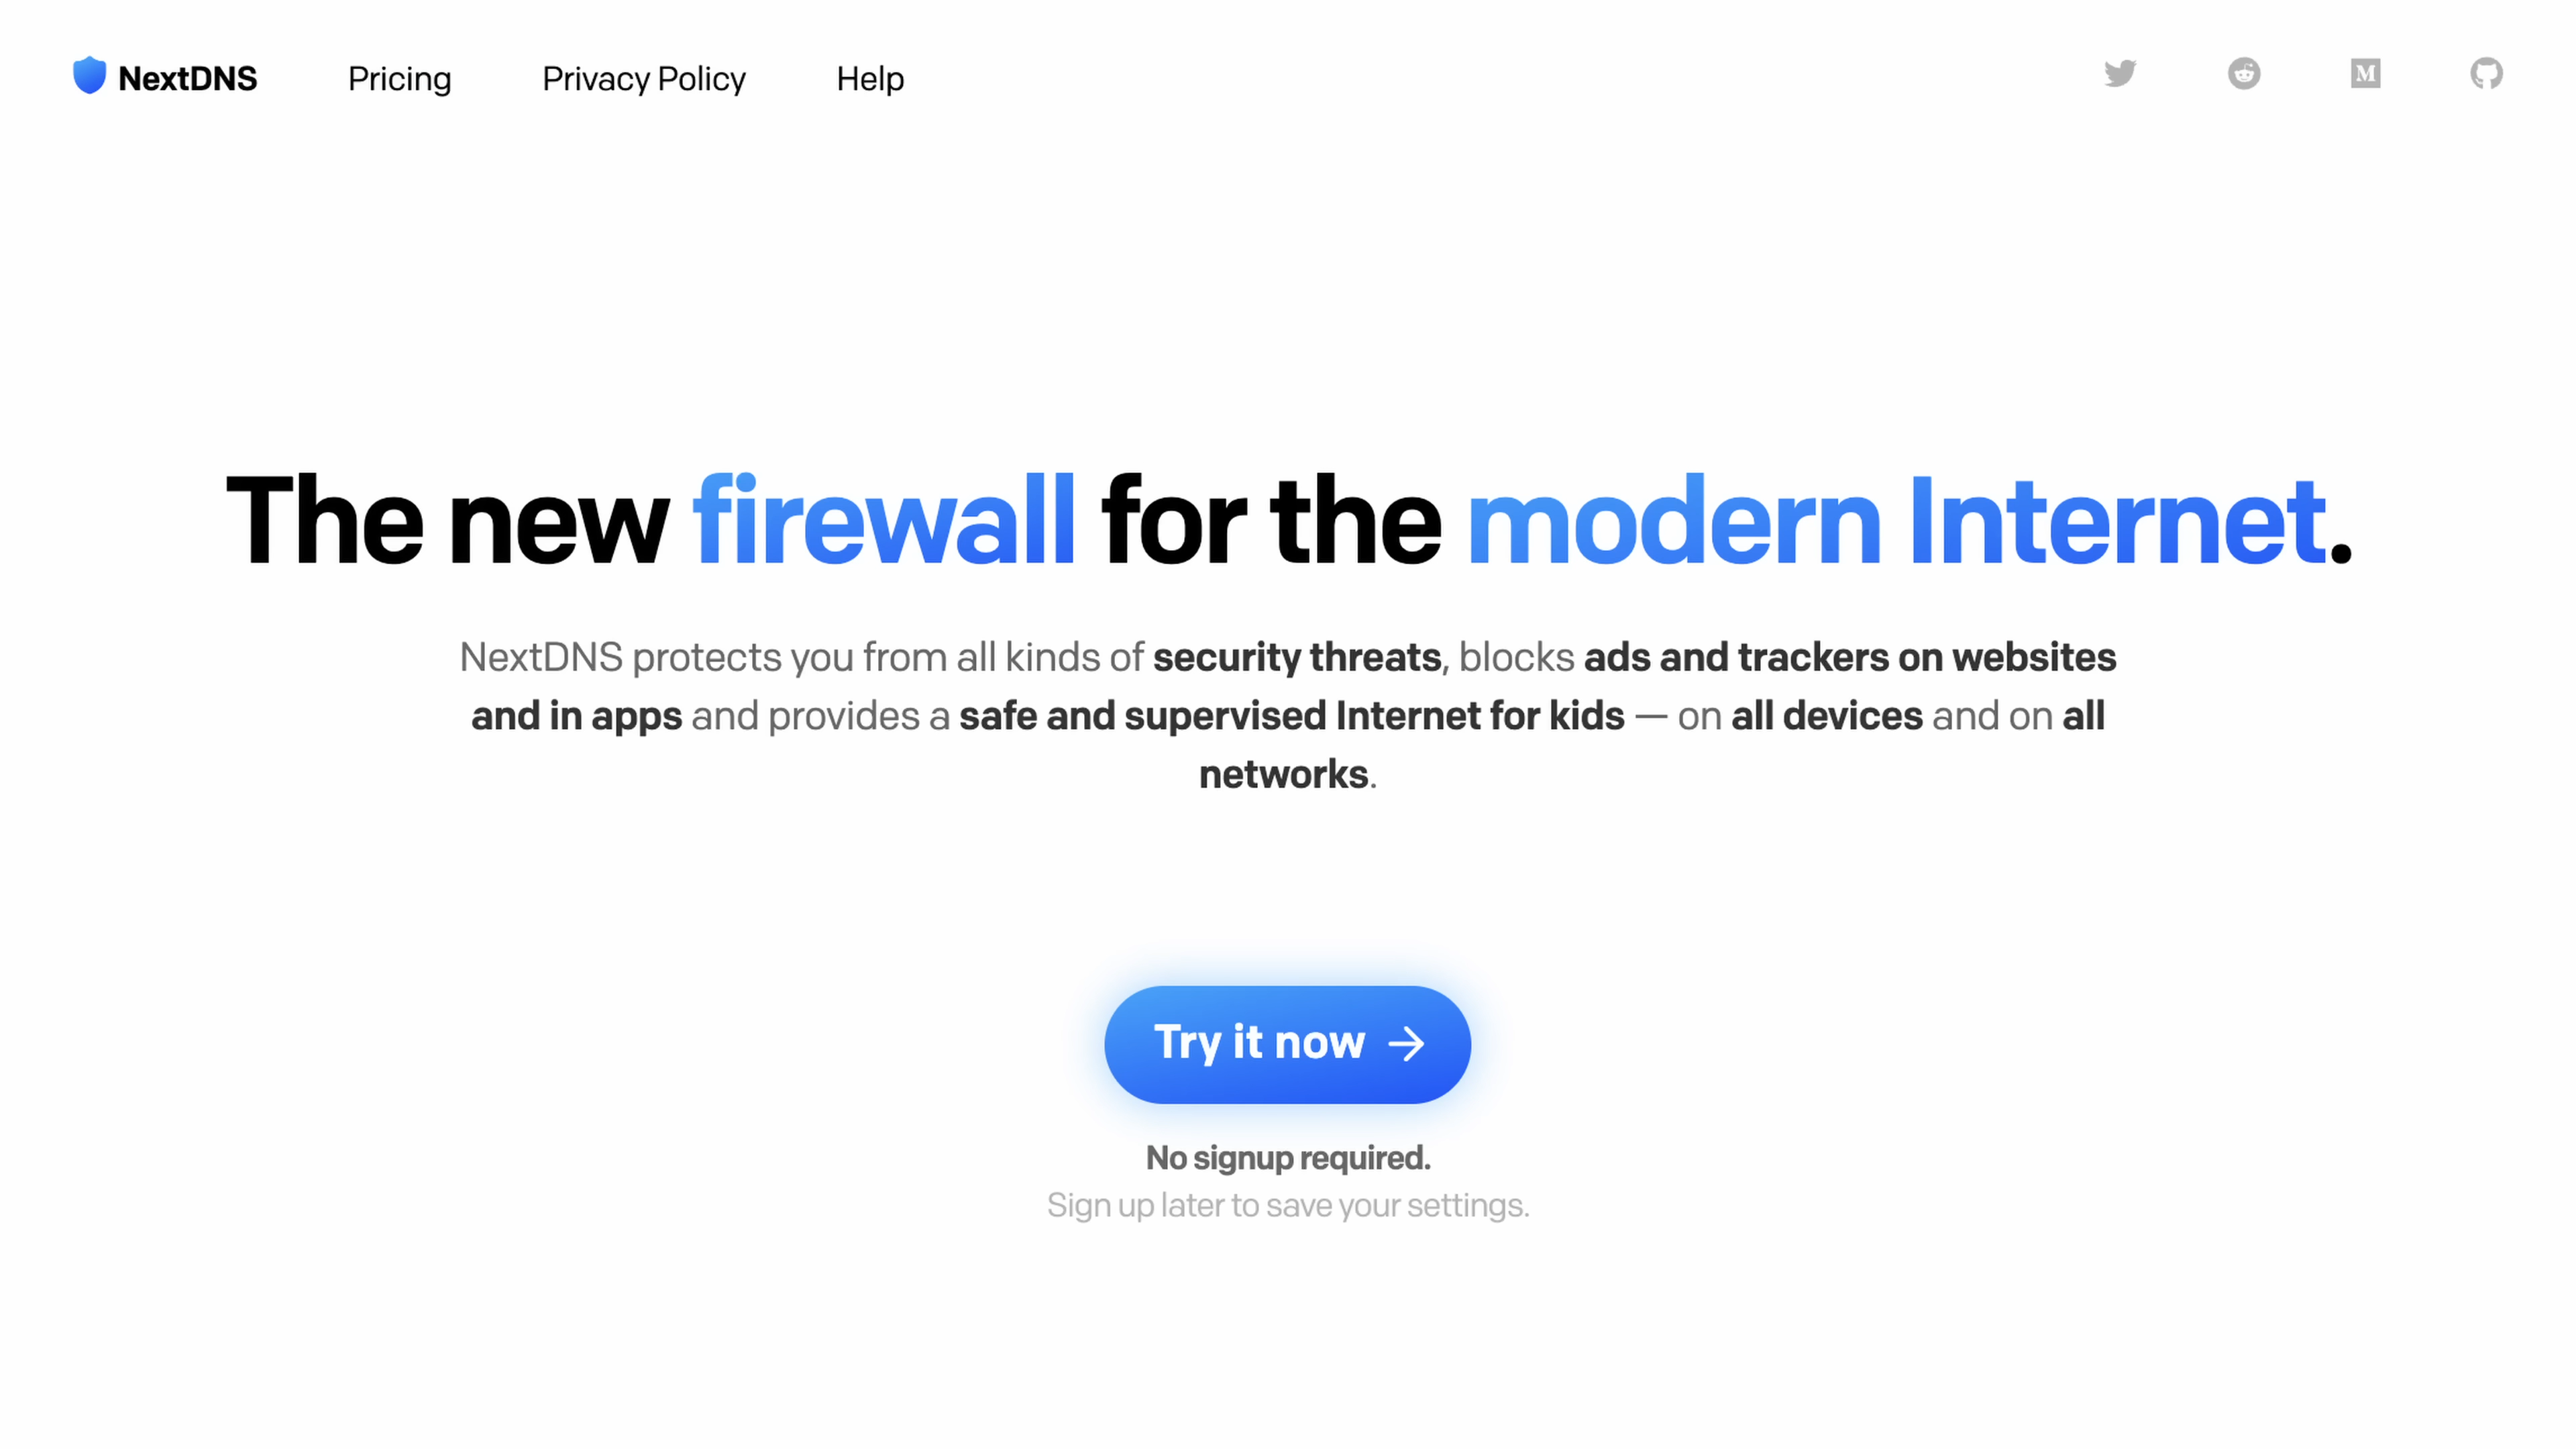 NextDNS
Pricing
Privacy Policy
Help
M
The new firewall for the modern Internet.
NextDNS protects you from all kinds of security threats, blocks ads and trackers on websites
and in apps and provides a safe and supervised Internet for kids — on all devices and on all
networks.
Try it now →
No signup required.
Sign up later to save your settings.